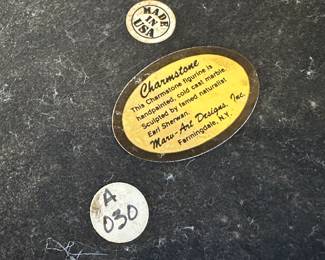 MADE
IN
USA
Charmstone
This Charmstone figurine is
handpainted, cold cast marble.
Sculpted by famed naturalist
Earl Sherwan.
Maru-Art Designs, Inc.
Farmingdale, N.Y.
A
030